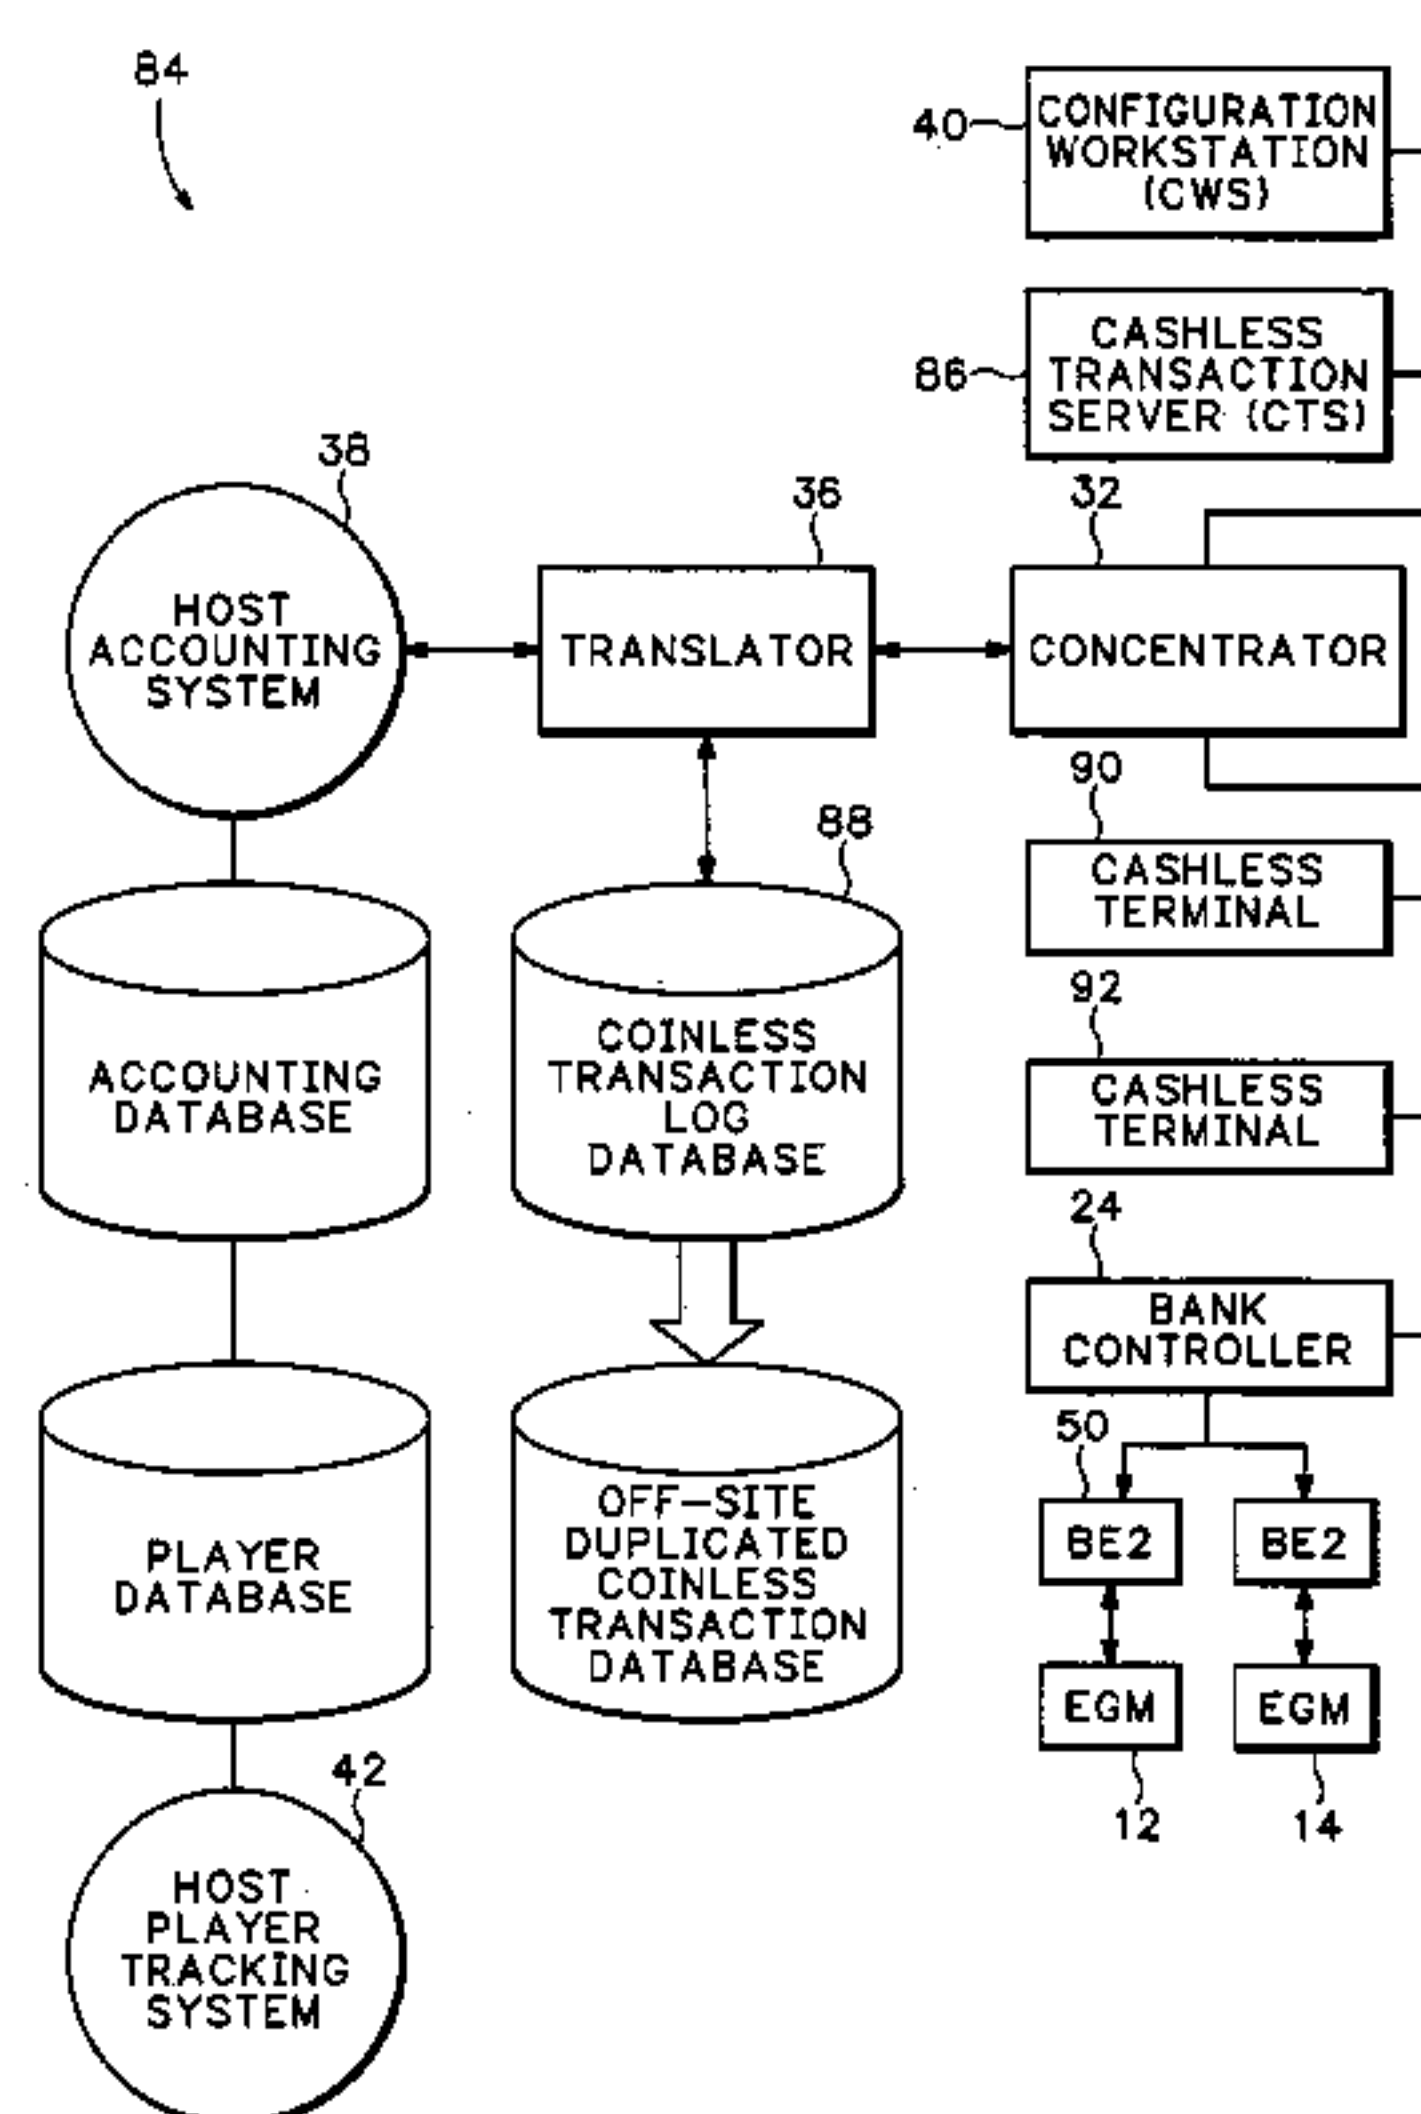 84
40
CONFIGURATION
WORKSTATION
(CWS)
86
CASHLESS
TRANSACTION
SERVER (CTS)
38
HOST
ACCOUNTING
SYSTEM
36
TRANSLATOR
32
CONCENTRATOR
90
CASHLESS
TERMINAL
88
COINLESS
TRANSACTION
LOG
DATABASE
ACCOUNTING
DATABASE
92
CASHLESS
TERMINAL
24
BANK
CONTROLLER
50
BE2
BE2
OFF-SITE
DUPLICATED
COINLESS
TRANSACTION
DATABASE
PLAYER
DATABASE
EGM
EGM
12
14
42
HOST
PLAYER
TRACKING
SYSTEM